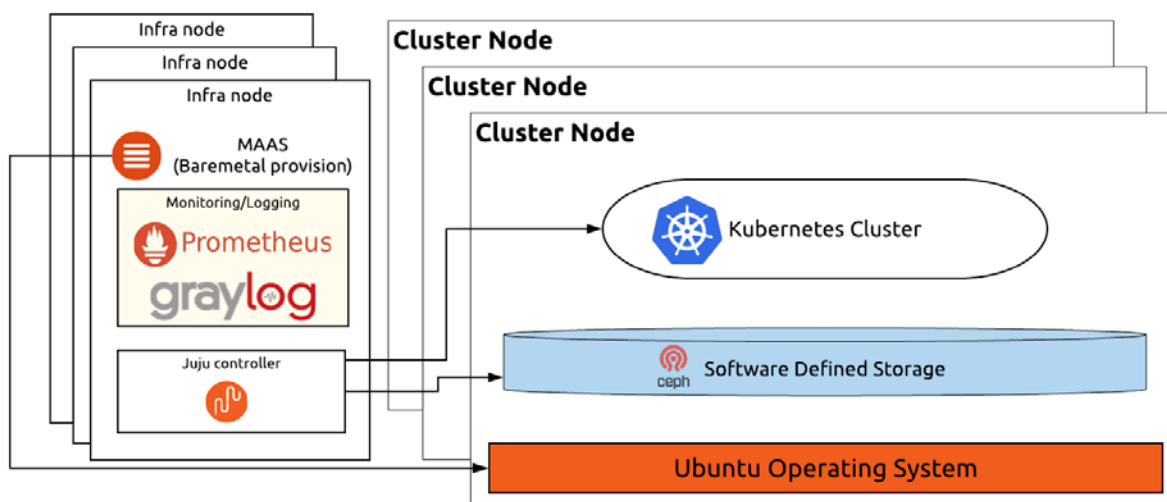 Infra node
Infra node
Infra node
MAAS
(Baremetal provision)
Monitoring/Logging
Prometheus
graylog
Juju controller
Cluster Node
Cluster Node
Cluster Node
Kubernetes Cluster
ceph
Software Defined Storage
Ubuntu Operating System